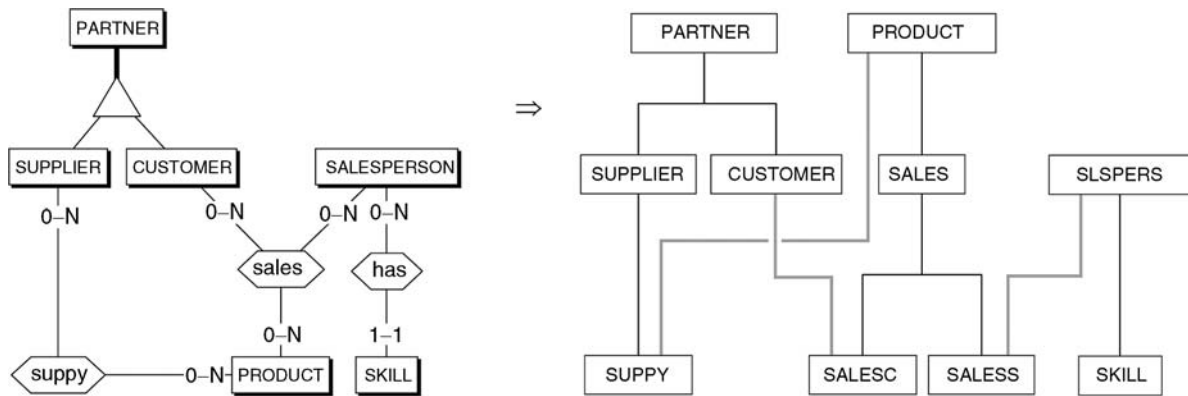 PARTNER
SUPPLIER
CUSTOMER
SALESPERSON
0–N
0–N
0–N
0–N
sales
has
0–N
1–1
suppy
0–N
PRODUCT
SKILL
⇒
PARTNER
PRODUCT
SUPPLIER
CUSTOMER
SALES
SLSPERS
SUPPY
SALESC
SALESS
SKILL